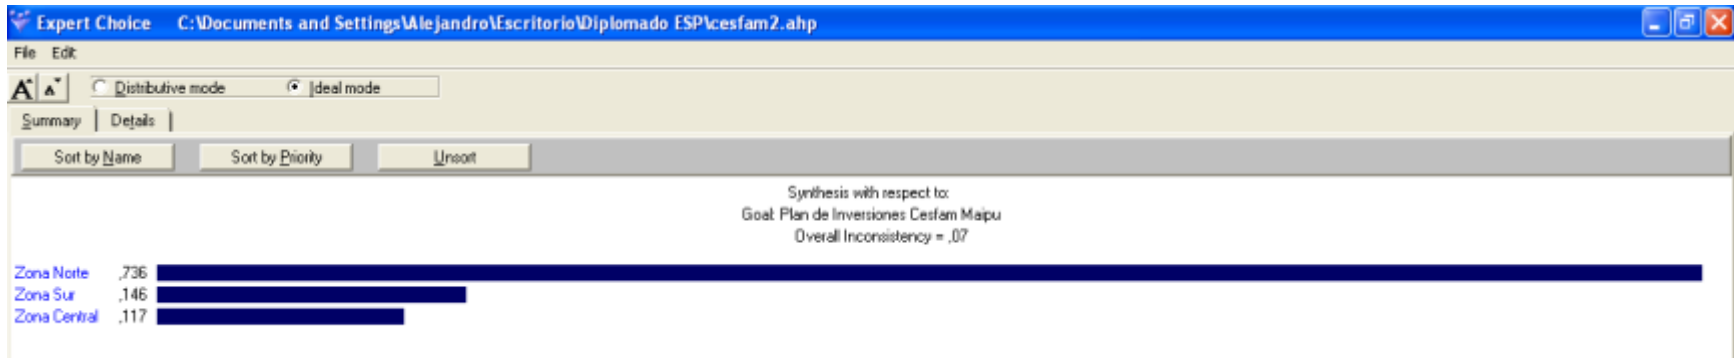 Expert Choice C:\Documents and Settings\Alejandro\Escritorio\Diplomado ESP\cesfam2.ahp
File Edit
A A Distributive mode Ideal mode
Summary Details
Sort by Name Sort by Priority Unsort
Synthesis with respect to:
Goal: Plan de Inversiones Cesfam Maipu
Overall Inconsistency = ,07
Zona Norte ,736
Zona Sur ,146
Zona Central ,117